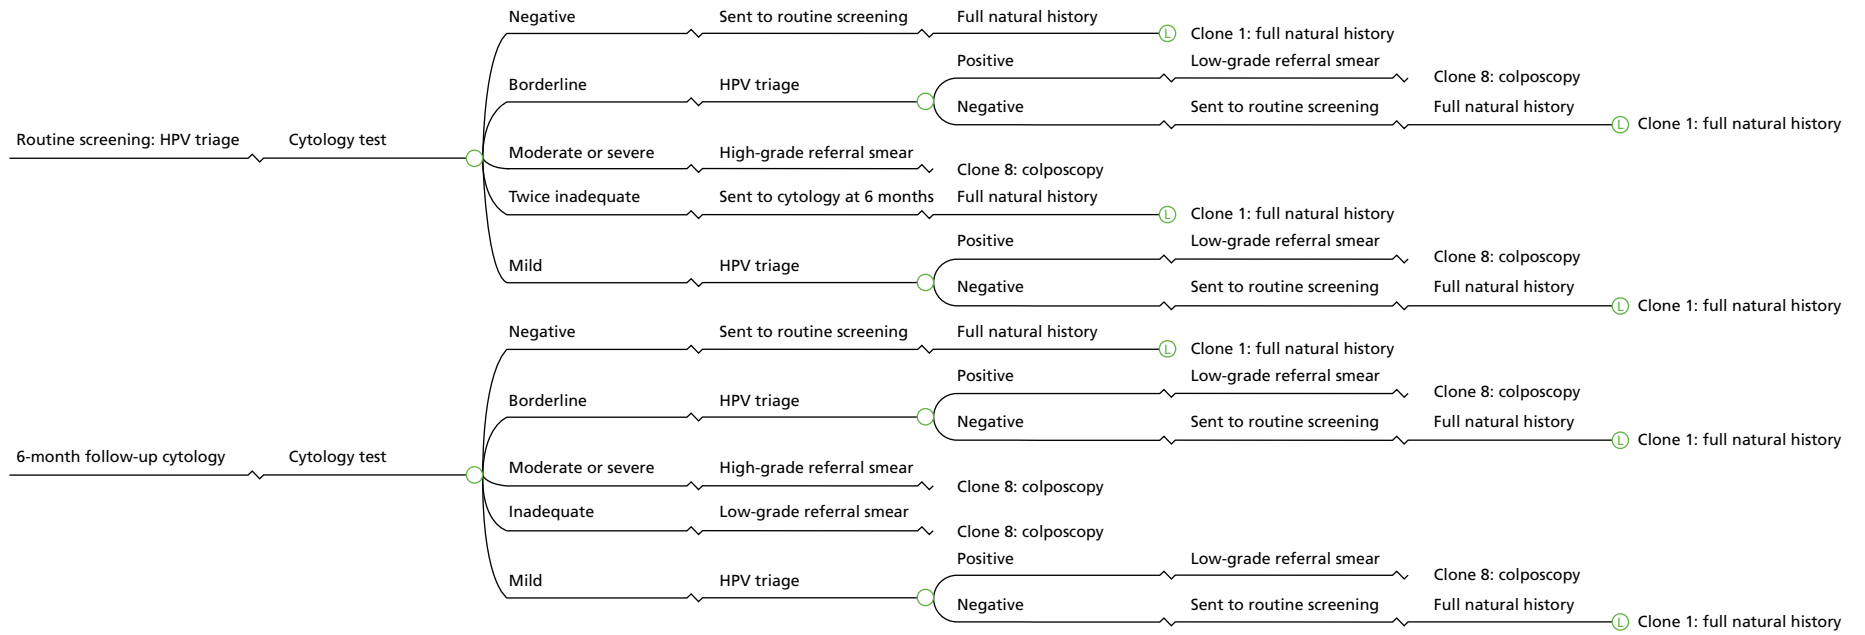 Negative Sent to routine screening Full natural history
L Clone 1: full natural history
Positive Low-grade referral smear
Clone 8: colposcopy
Borderline HPV triage
Negative Sent to routine screening Full natural history
L Clone 1: full natural history
Routine screening: HPV triage Cytology test
Moderate or severe High-grade referral smear
Clone 8: colposcopy
Twice inadequate Sent to cytology at 6 months Full natural history
L Clone 1: full natural history
Positive Low-grade referral smear
Clone 8: colposcopy
Mild HPV triage
Negative Sent to routine screening Full natural history
L Clone 1: full natural history
Negative Sent to routine screening Full natural history
L Clone 1: full natural history
Positive Low-grade referral smear
Clone 8: colposcopy
Borderline HPV triage
Negative Sent to routine screening Full natural history
L Clone 1: full natural history
6-month follow-up cytology Cytology test
Moderate or severe High-grade referral smear
Clone 8: colposcopy
Inadequate Low-grade referral smear
Clone 8: colposcopy
Positive Low-grade referral smear
Clone 8: colposcopy
Mild HPV triage
Negative Sent to routine screening Full natural history
L Clone 1: full natural history